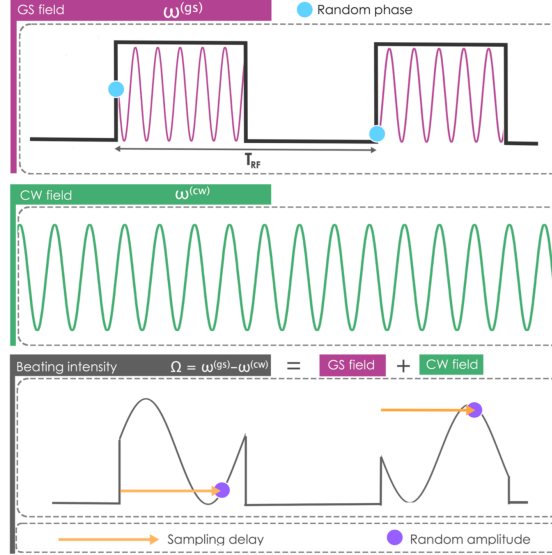 GS field ω(gs) Random phase
TRF
CW field ω(cw)
Beating intensity Ω = ω(gs)-ω(cw) = GS field + CW field
Sampling delay Random amplitude